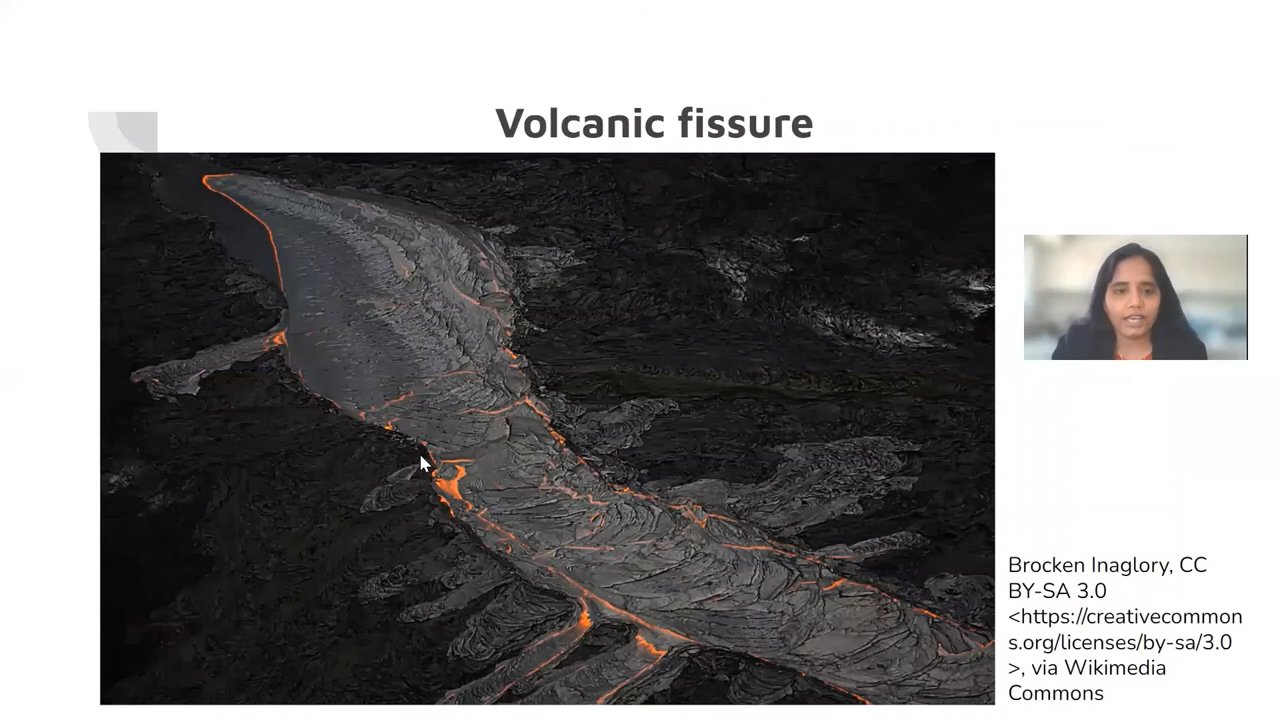 Volcanic fissure
Brocken Inaglory, CC
BY-SA 3.0
<https://creativecommon
s.org/licenses/by-sa/3.0
>, via Wikimedia
Commons